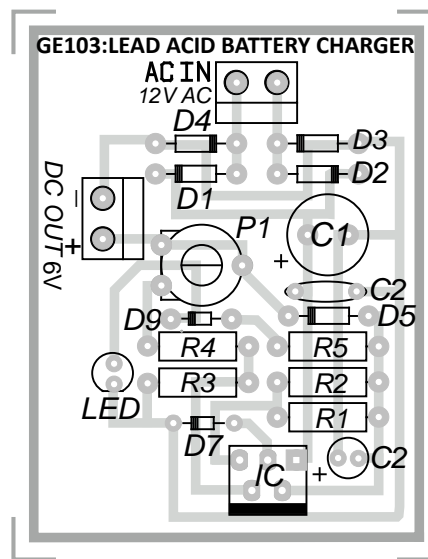 GE103:LEAD ACID BATTERY CHARGER
AC IN
12V AC
D4
D3
D1
D2
DC OUT 6V
−
+
P1
C1
+
C2
D9
D5
R4
R5
R3
R2
LED
R1
D7
IC
+
C2